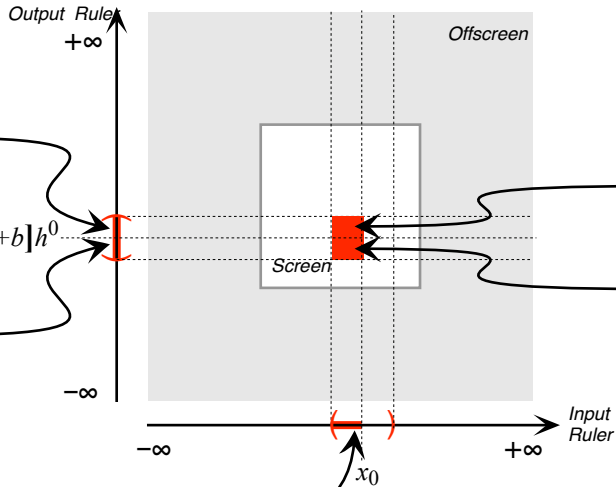 Output Ruler
+∞
Offscreen
+b]h⁰
Screen
−∞
Input
Ruler
−∞
+∞
x₀